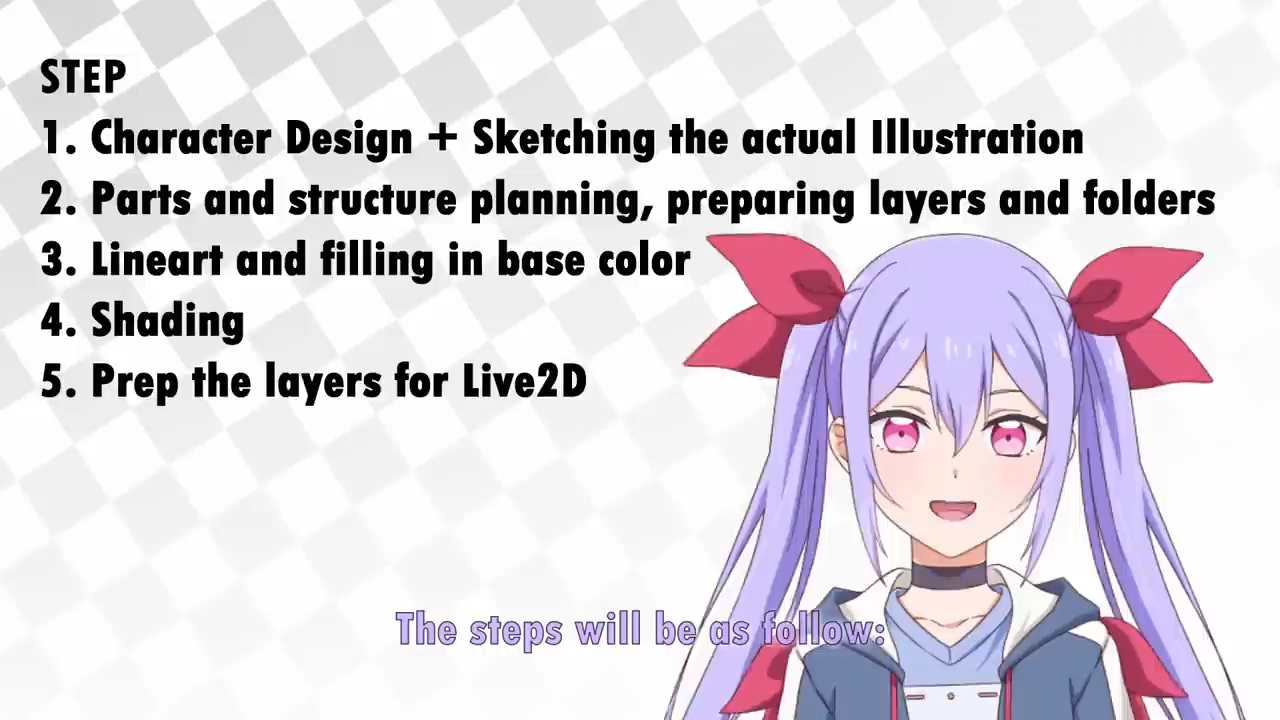 STEP
1. Character Design + Sketching the actual Illustration
2. Parts and structure planning, preparing layers and folders
3. Lineart and filling in base color
4. Shading
5. Prep the layers for Live2D
The steps will be as follow: